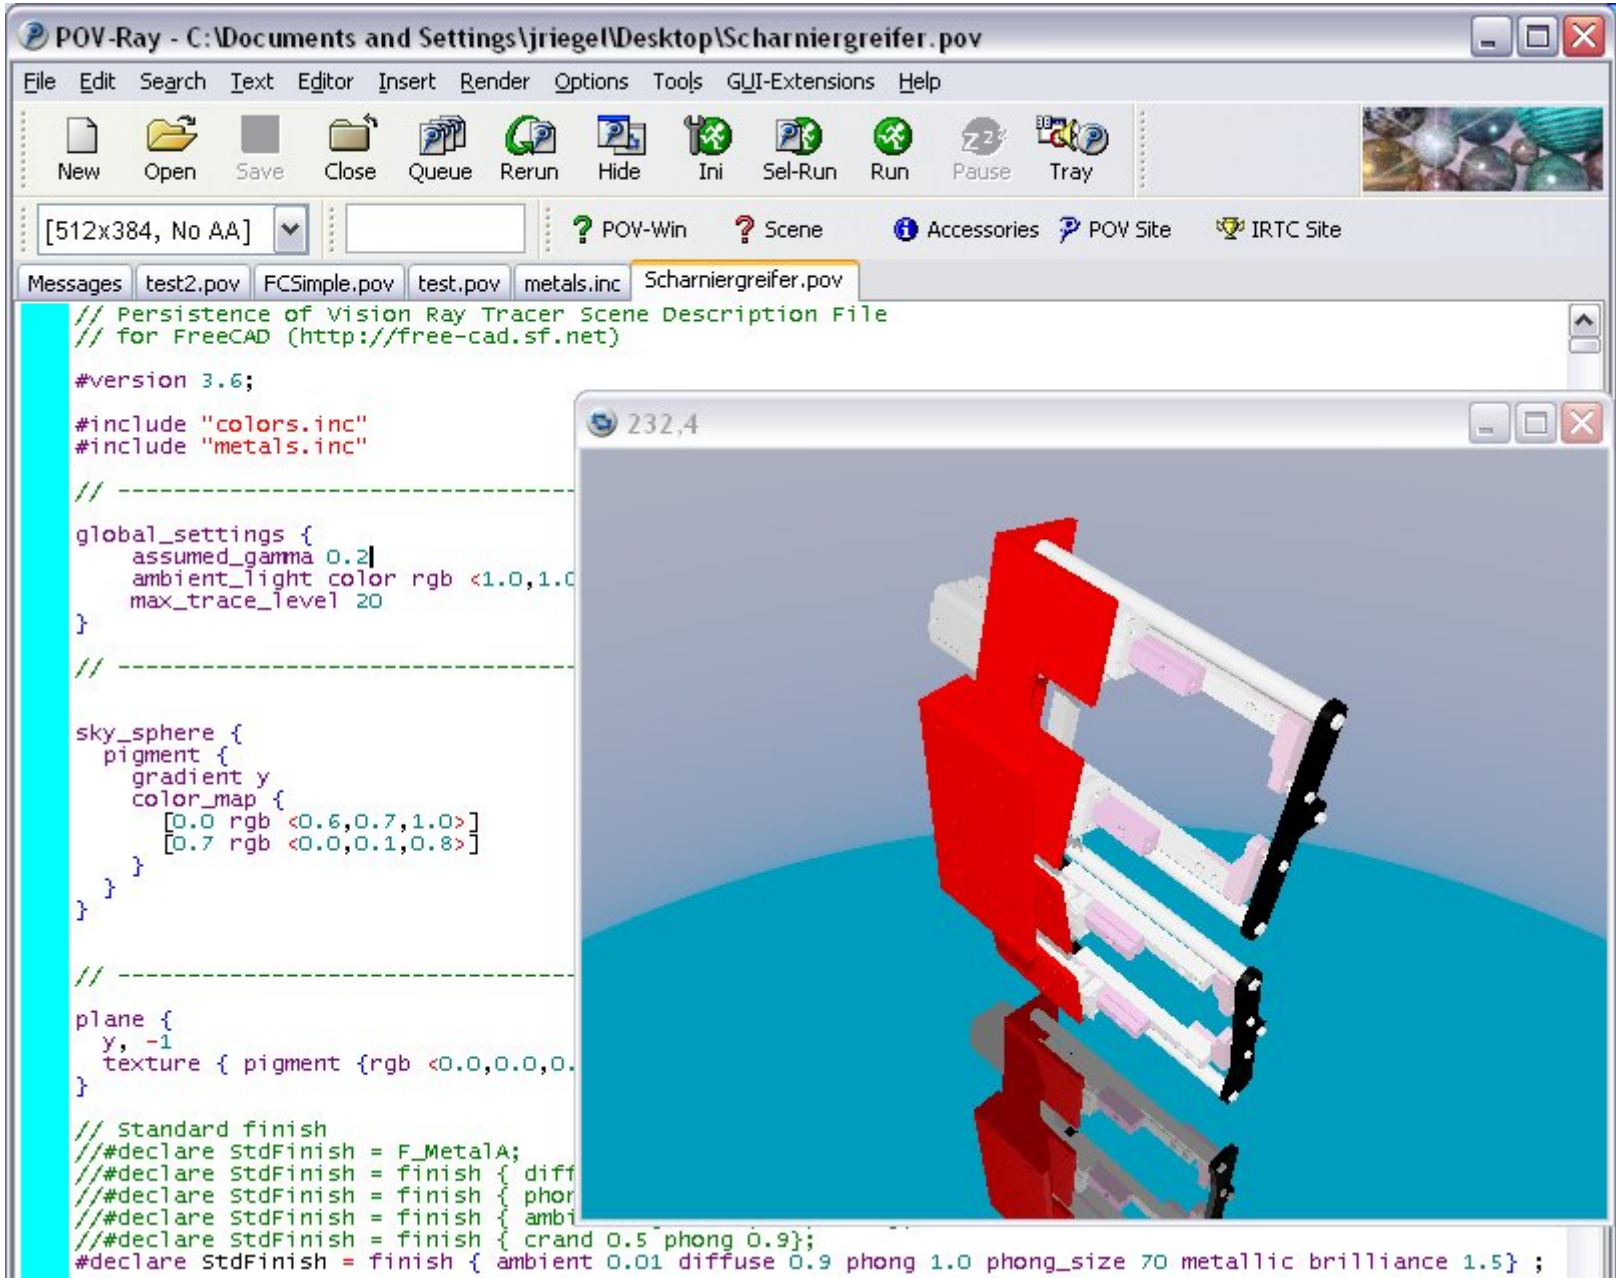 POV-Ray - C:\Documents and Settings\jriegel\Desktop\Scharniergreifer.pov
File Edit Search Text Editor Insert Render Options Tools GUI-Extensions Help
New Open Save Close Queue Rerun Hide Ini Sel-Run Run Pause Tray
[512x384, No AA] ? POV-Win ? Scene Accessories POV Site IRTC Site
Messages test2.pov FCSimple.pov test.pov metals.inc Scharniergreifer.pov
// Persistence of Vision Ray Tracer Scene Description File
// for FreeCAD (http://free-cad.sf.net)
#version 3.6;
#include "colors.inc"
#include "metals.inc"
232,4
// ---------------------------------
global_settings {
assumed_gamma 0.2
ambient_light color rgb <1.0,1.0
max_trace_level 20
}
// ---------------------------------
sky_sphere {
pigment {
gradient y
color_map {
[0.0 rgb <0.6,0.7,1.0>]
[0.7 rgb <0.0,0.1,0.8>]
}
}
}
// ---------------------------------
plane {
y, -1
texture { pigment {rgb <0.0,0.0,0.
}
// Standard finish
//#declare StdFinish = F_MetalA;
//#declare StdFinish = finish { diff
//#declare StdFinish = finish { phon
//#declare StdFinish = finish { ambi
//#declare StdFinish = finish { crand 0.5 phong 0.9};
#declare StdFinish = finish { ambient 0.01 diffuse 0.9 phong 1.0 phong_size 70 metallic brilliance 1.5} ;